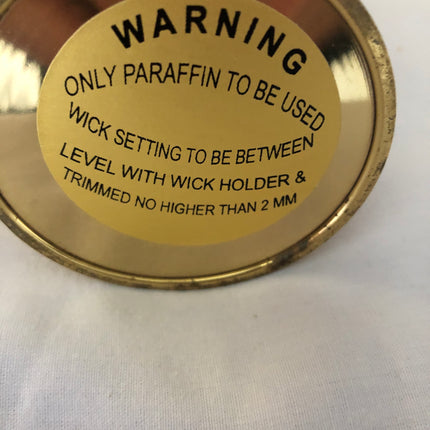 WARNING
ONLY PARAFFIN TO BE USED
WICK SETTING TO BE BETWEEN
LEVEL WITH WICK HOLDER &
TRIMMED NO HIGHER THAN 2 MM